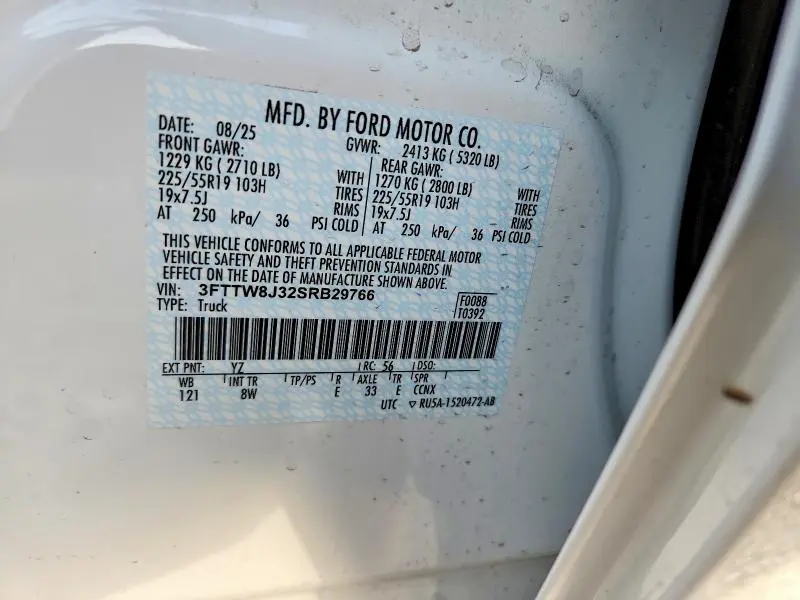 MFD. BY FORD MOTOR CO.
DATE: 08/25 GVWR: 2413 KG ( 5320 LB)
FRONT GAWR: REAR GAWR:
1229 KG ( 2710 LB) WITH 1270 KG ( 2800 LB) WITH
225/55R19 103H TIRES 225/55R19 103H TIRES
19x7.5J RIMS 19x7.5J RIMS
AT 250 kPa/ 36 PSI COLD AT 250 kPa/ 36 PSI COLD
THIS VEHICLE CONFORMS TO ALL APPLICABLE FEDERAL MOTOR
VEHICLE SAFETY AND THEFT PREVENTION STANDARDS IN
EFFECT ON THE DATE OF MANUFACTURE SHOWN ABOVE.
VIN: 3FTTW8J32SRB29766 F0088
TYPE: Truck T0392
EXT PNT: YZ RC: 56 DSO:
WB INT TR TP/PS R AXLE TR SPR
121 8W E 33 E CCNX
UTC ▽ RU5A-1520472-AB